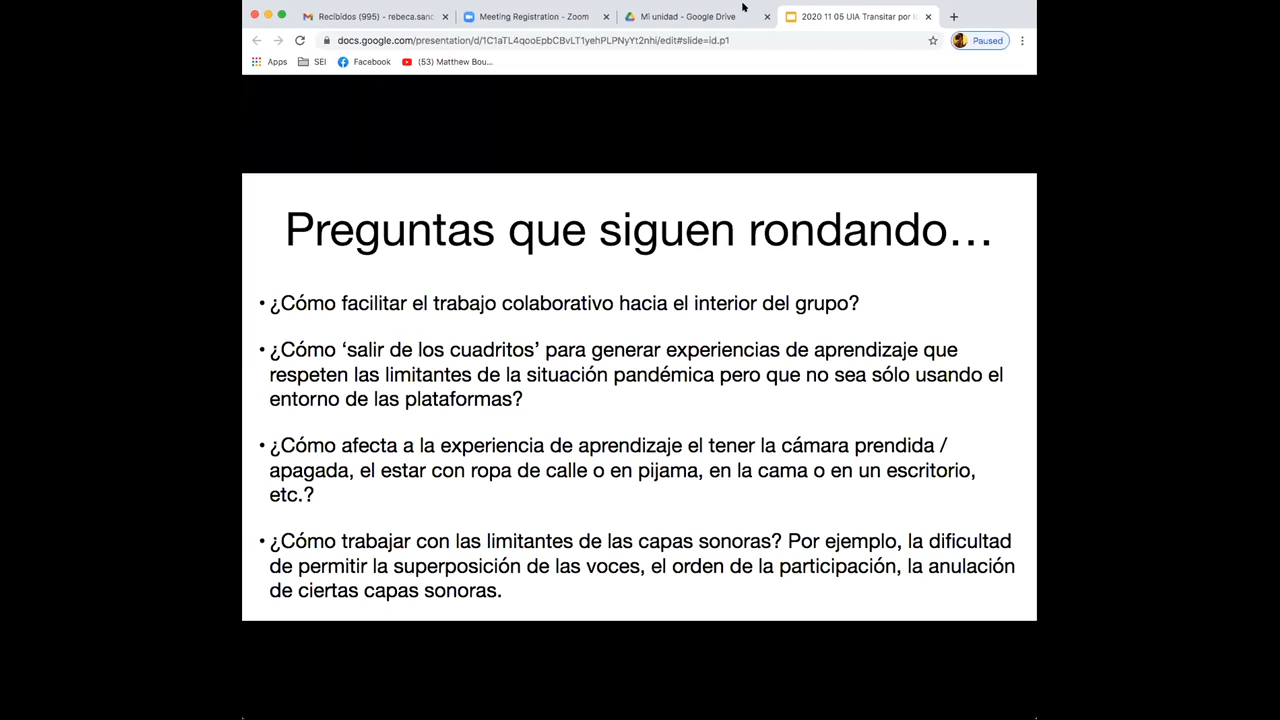 Recibidos (995) - rebeca.sanc
Meeting Registration - Zoom
Mi unidad - Google Drive
2020 11 05 UIA Transitar por l
docs.google.com/presentation/d/1C1aTL4qooEpbCBvLT1yehPLPNyYt2nhi/edit#slide=id.p1
Paused
Apps
SEI
Facebook
(53) Matthew Bou...
Preguntas que siguen rondando…
• ¿Cómo facilitar el trabajo colaborativo hacia el interior del grupo?
• ¿Cómo ‘salir de los cuadritos’ para generar experiencias de aprendizaje que
respeten las limitantes de la situación pandémica pero que no sea sólo usando el
entorno de las plataformas?
• ¿Cómo afecta a la experiencia de aprendizaje el tener la cámara prendida /
apagada, el estar con ropa de calle o en pijama, en la cama o en un escritorio,
etc.?
• ¿Cómo trabajar con las limitantes de las capas sonoras? Por ejemplo, la dificultad
de permitir la superposición de las voces, el orden de la participación, la anulación
de ciertas capas sonoras.